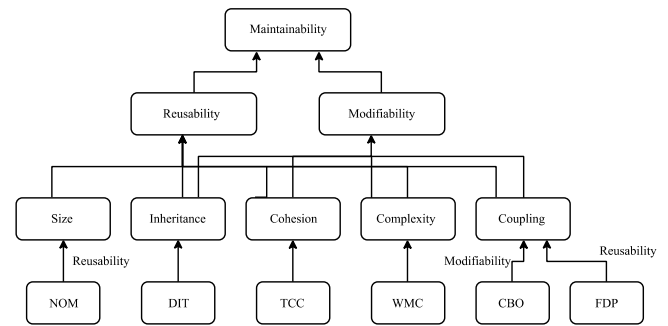 Maintainability
Reusability
Modifiability
Size
Inheritance
Cohesion
Complexity
Coupling
Reusability
Modifiability
Reusability
NOM
DIT
TCC
WMC
CBO
FDP